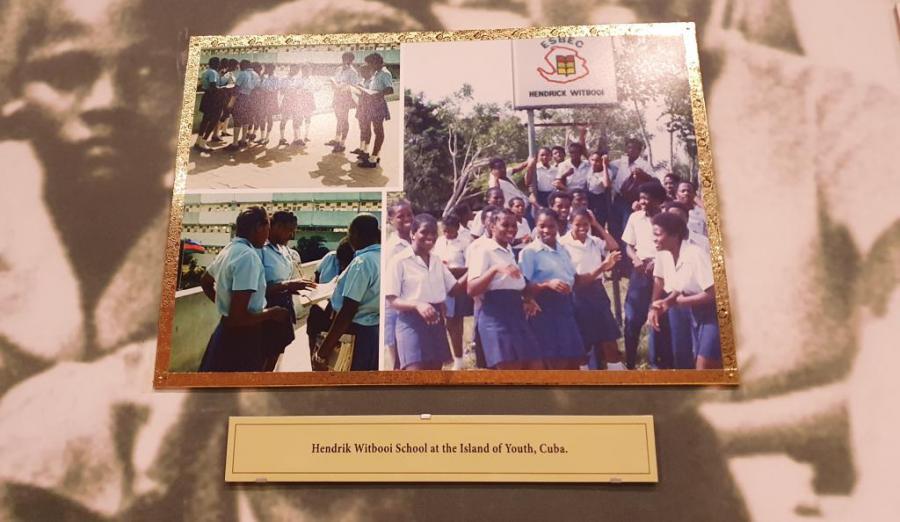 ESBEC
HENDRICK WITBOOI
Hendrik Witbooi School at the Island of Youth, Cuba.